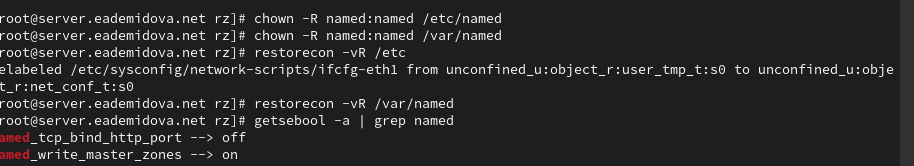 root@server.eademidova.net rz]# chown -R named:named /etc/named
root@server.eademidova.net rz]# chown -R named:named /var/named
root@server.eademidova.net rz]# restorecon -vR /etc
elabeled /etc/sysconfig/network-scripts/ifcfg-eth1 from unconfined_u:object_r:user_tmp_t:s0 to unconfined_u:obje
t_r:net_conf_t:s0
root@server.eademidova.net rz]# restorecon -vR /var/named
root@server.eademidova.net rz]# getsebool -a | grep named
amed_tcp_bind_http_port --> off
amed_write_master_zones --> on